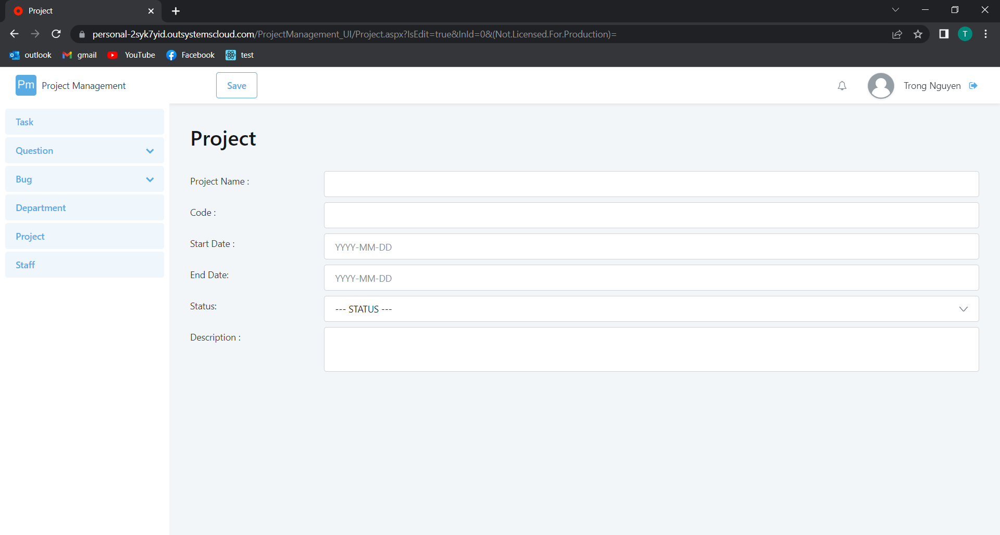 Project
personal-2syk7yid.outsystemscloud.com/ProjectManagement_UI/Project.aspx?IsEdit=true&InId=0&(Not.Licensed.For.Production)=
T
outlook gmail YouTube Facebook test
Pm Project Management
Save
Trong Nguyen
Task
Question
Bug
Department
Project
Staff
Project
Project Name :
Code :
Start Date : YYYY-MM-DD
End Date: YYYY-MM-DD
Status: --- STATUS ---
Description :